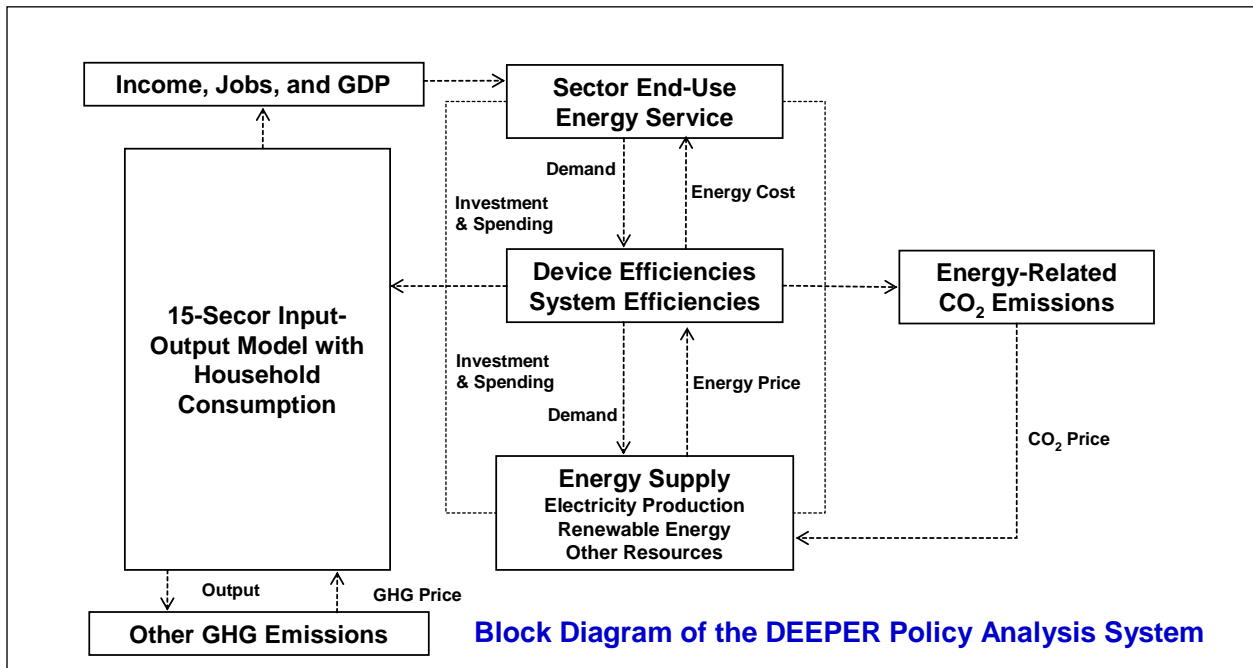 Income, Jobs, and GDP
Sector End-Use
Energy Service
Demand
Energy Cost
Investment
& Spending
Device Efficiencies
System Efficiencies
Energy-Related
CO₂ Emissions
15-Secor Input-
Output Model with
Household
Consumption
Investment
& Spending
Energy Price
Demand
CO₂ Price
Energy Supply
Electricity Production
Renewable Energy
Other Resources
Output
GHG Price
Other GHG Emissions
Block Diagram of the DEEPER Policy Analysis System